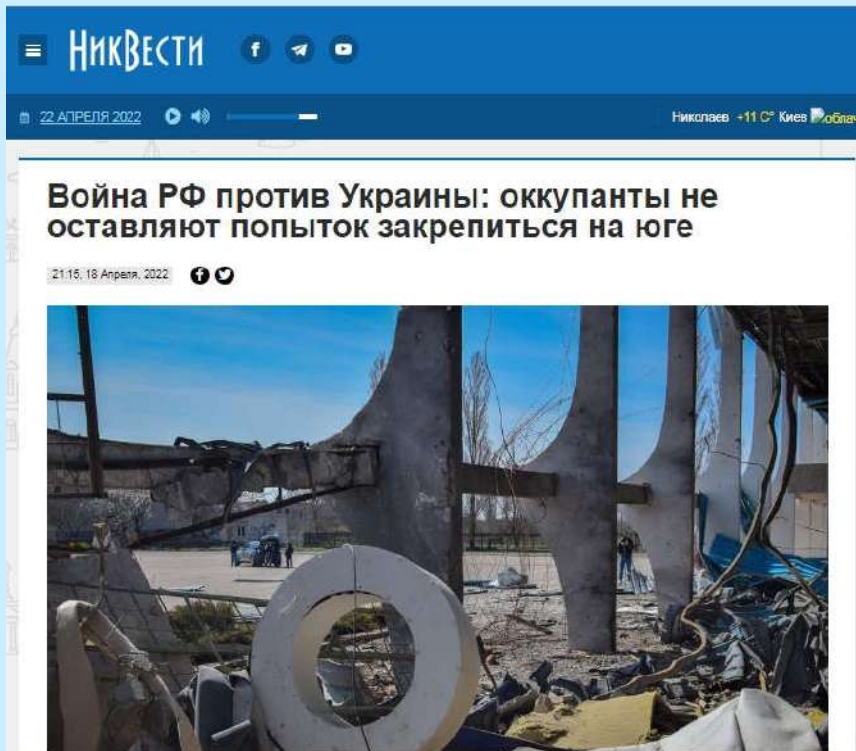 НикВести
22 АПРЕЛЯ 2022
Николаев +11 C° Киев облач
Война РФ против Украины: оккупанты не
оставляют попыток закрепиться на юге
21:15, 18 Апреля, 2022